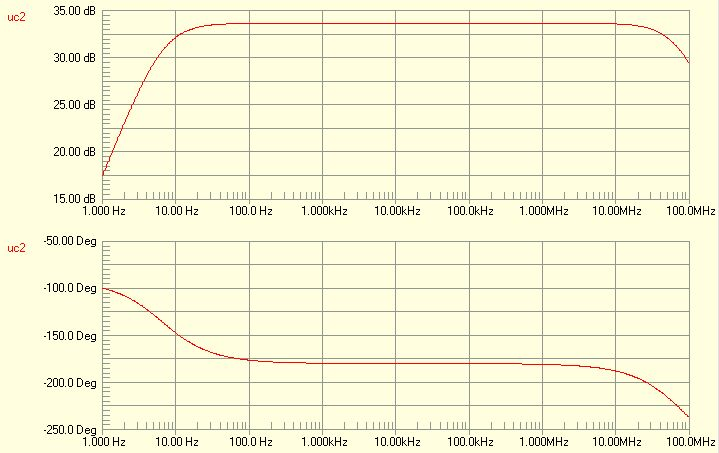 uc2
35.00 dB
30.00 dB
25.00 dB
20.00 dB
15.00 dB
1.000 Hz 10.00 Hz 100.0 Hz 1.000kHz 10.00kHz 100.0kHz 1.000MHz 10.00MHz 100.0MHz
uc2
-50.00 Deg
-100.0 Deg
-150.0 Deg
-200.0 Deg
-250.0 Deg
1.000 Hz 10.00 Hz 100.0 Hz 1.000kHz 10.00kHz 100.0kHz 1.000MHz 10.00MHz 100.0MHz